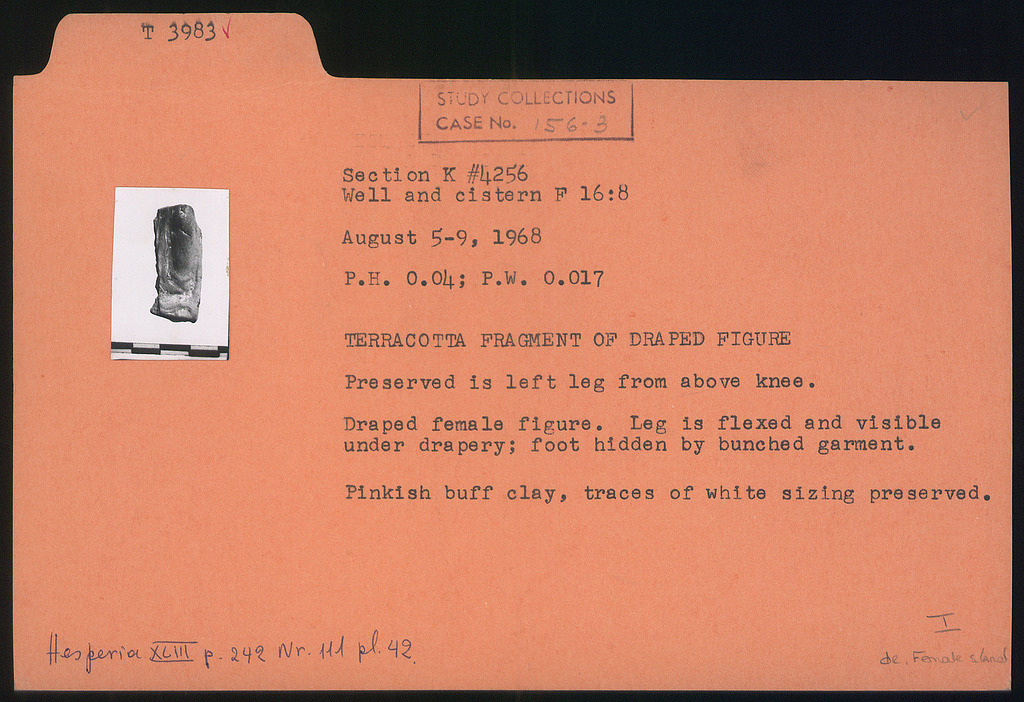 T 3983✓
STUDY COLLECTIONS
CASE No. 156-3
Section K #4256
Well and cistern F 16:8
August 5-9, 1968
P.H. 0.04; P.W. 0.017
TERRACOTTA FRAGMENT OF DRAPED FIGURE
Preserved is left leg from above knee.
Draped female figure. Leg is flexed and visible
under drapery; foot hidden by bunched garment.
Pinkish buff clay, traces of white sizing preserved.
I
Hesperia XLIII p. 242 Nr. 111 pl. 42.
Female